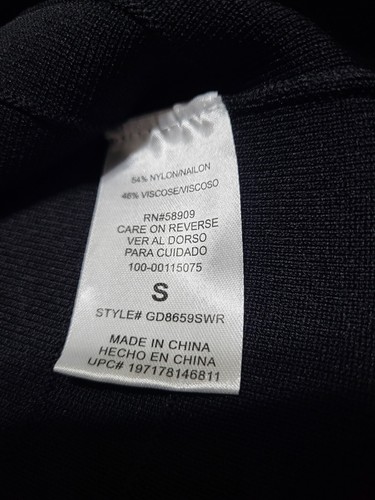 54% NYLON/NAILON
46% VISCOSE/VISCOSO
RN#58909
CARE ON REVERSE
VER AL DORSO
PARA CUIDADO
100-00115075
S
STYLE# GD8659SWR
MADE IN CHINA
HECHO EN CHINA
UPC# 197178146811